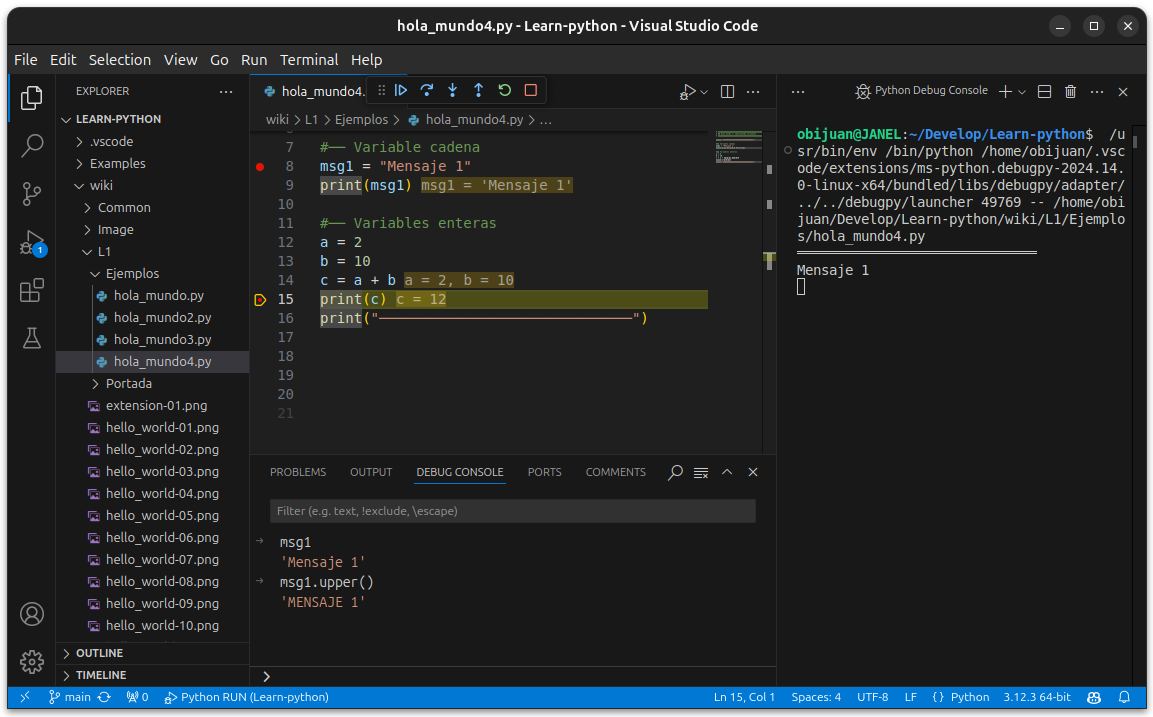 hola_mundo4.py - Learn-python - Visual Studio Code
File Edit Selection View Go Run Terminal Help
EXPLORER
LEARN-PYTHON
.vscode
Examples
wiki
Common
Image
L1
Ejemplos
hola_mundo.py
hola_mundo2.py
hola_mundo3.py
hola_mundo4.py
Portada
extension-01.png
hello_world-01.png
hello_world-02.png
hello_world-03.png
hello_world-04.png
hello_world-05.png
hello_world-06.png
hello_world-07.png
hello_world-08.png
hello_world-09.png
hello_world-10.png
OUTLINE
TIMELINE
1
hola_mundo4.
wiki > L1 > Ejemplos > hola_mundo4.py > ...
7 #── Variable cadena
8 msg1 = "Mensaje 1"
9 print(msg1) msg1 = 'Mensaje 1'
10
11 #── Variables enteras
12 a = 2
13 b = 10
14 c = a + b a = 2, b = 10
15 print(c) c = 12
16 print("────────────────────────────────")
17
18
19
20
21
PROBLEMS OUTPUT DEBUG CONSOLE PORTS COMMENTS
Filter (e.g. text, !exclude, \escape)
msg1
'Mensaje 1'
msg1.upper()
'MENSAJE 1'
>
Python Debug Console
obijuan@JANEL:~/Develop/Learn-python$ /u
sr/bin/env /bin/python /home/obijuan/.vsc
ode/extensions/ms-python.debugpy-2024.14.
0-linux-x64/bundled/libs/debugpy/adapter/
../../debugpy/launcher 49769 -- /home/obi
juan/Develop/Learn-python/wiki/L1/Ejemplo
s/hola_mundo4.py
══════════════════════════════
Mensaje 1
main 0 Python RUN (Learn-python) Ln 15, Col 1 Spaces: 4 UTF-8 LF { } Python 3.12.3 64-bit